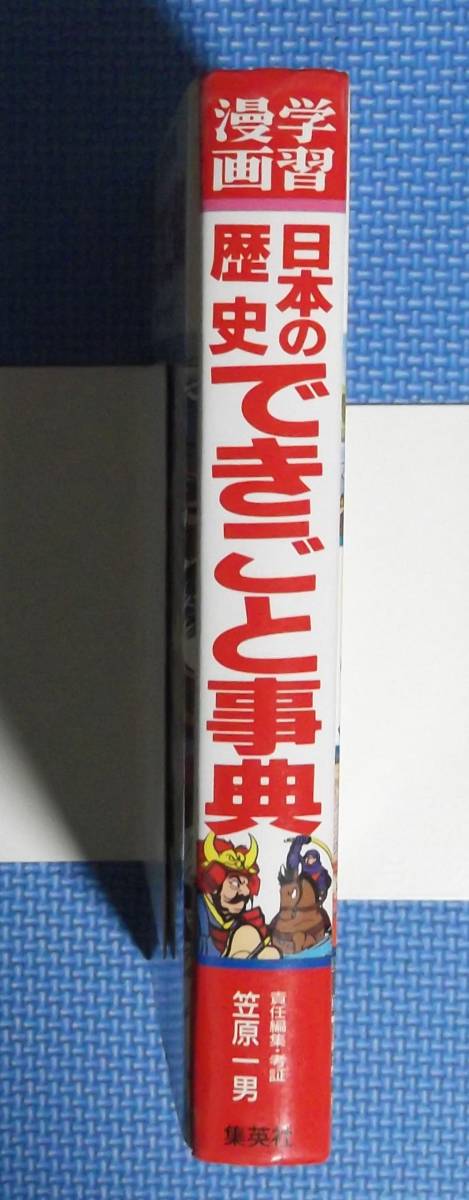 学習
漫画
日本の
歴史
できごと事典
責任編集・考証
笠原一男
集英社